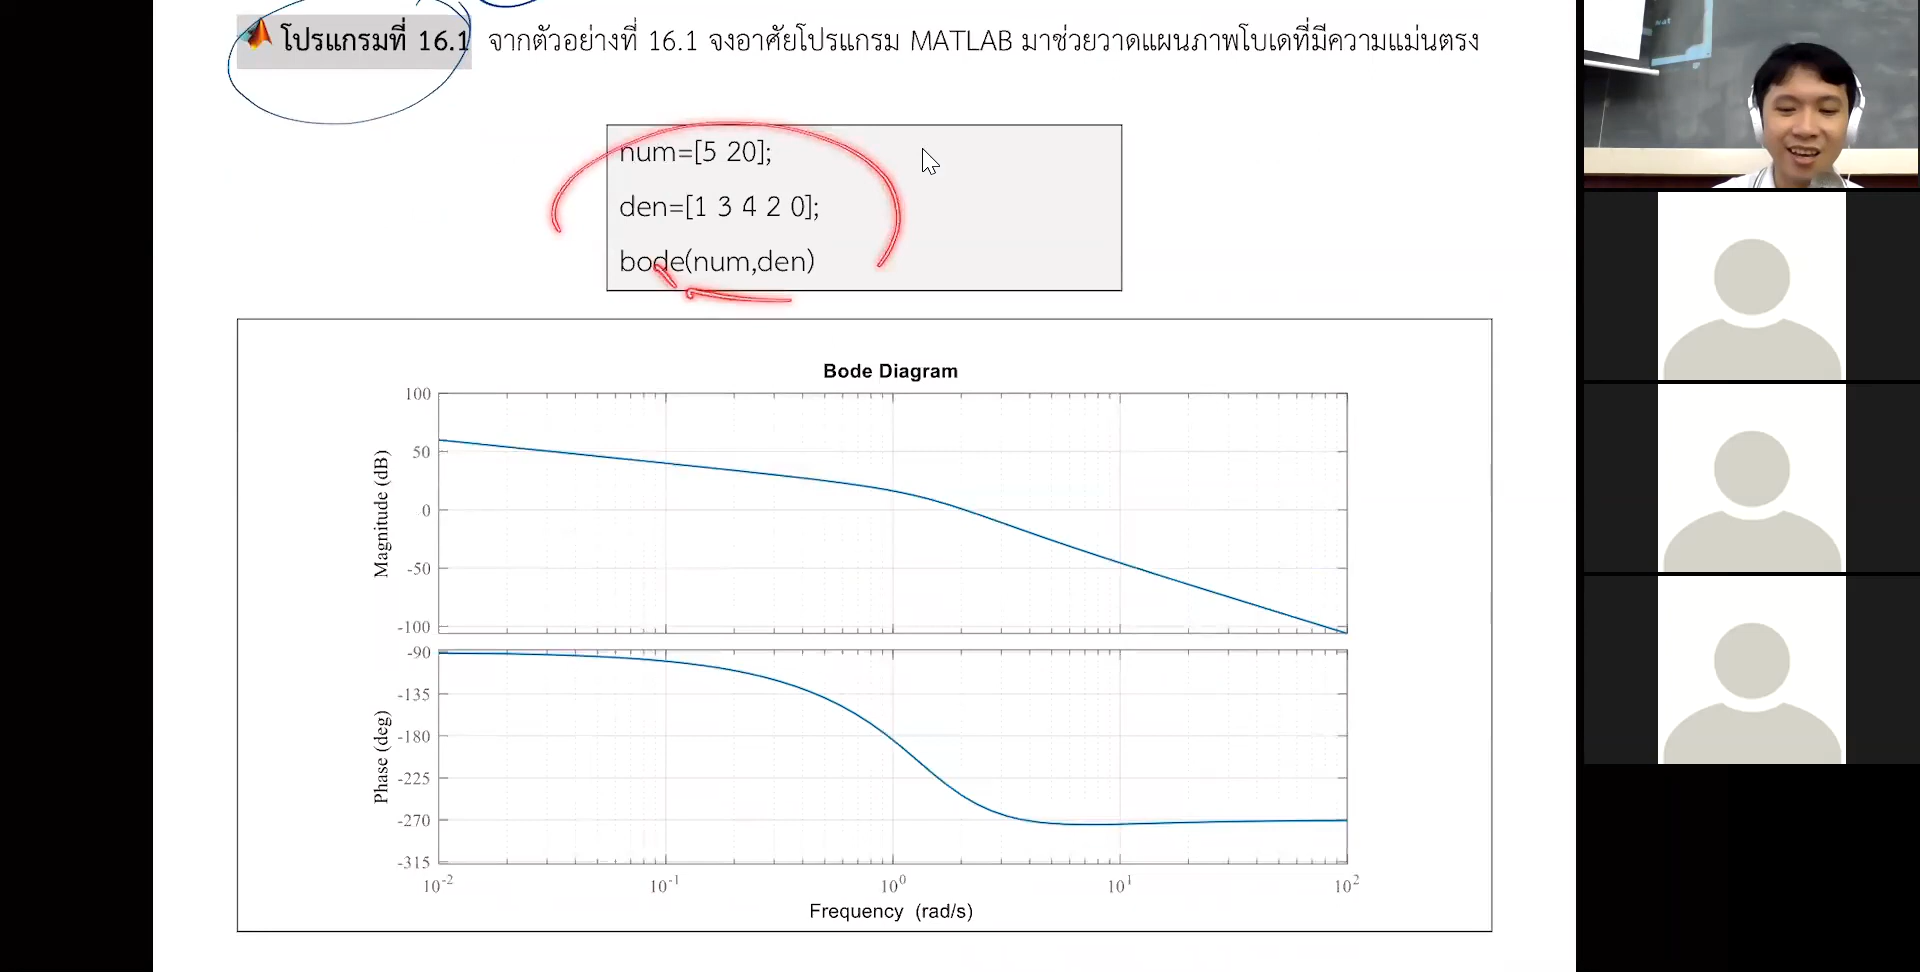 โปรแกรมที่ 16.1 จากตัวอย่างที่ 16.1 จงอาศัยโปรแกรม MATLAB มาช่วยวาดแผนภาพโบเดที่มีความแม่นตรง
num=[5 20];
den=[1 3 4 2 0];
bode(num,den)
Bode Diagram
Magnitude (dB)
100
50
0
-50
-100
Phase (deg)
-90
-135
-180
-225
-270
-315
10-2 10-1 100 101 102
Frequency (rad/s)